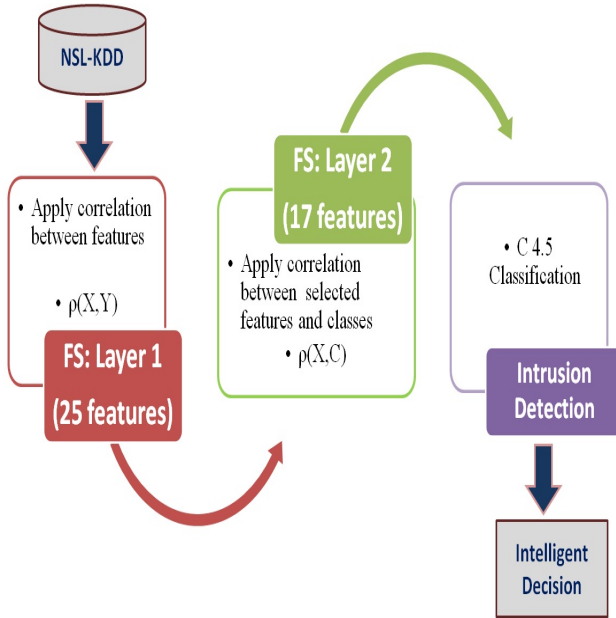 NSL-KDD
• Apply correlation
between features
• ρ(X,Y)
FS: Layer 1
(25 features)
FS: Layer 2
(17 features)
• Apply correlation
between selected
features and classes
• ρ(X,C)
• C 4.5
Classification
Intrusion
Detection
Intelligent
Decision